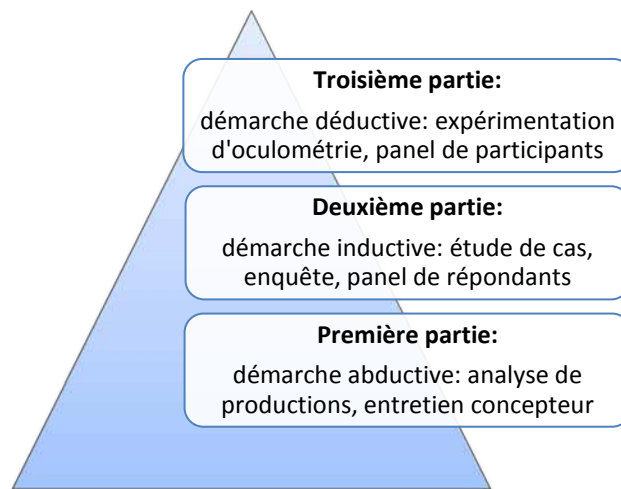 Troisième partie:
démarche déductive: expérimentation
d'oculométrie, panel de participants
Deuxième partie:
démarche inductive: étude de cas,
enquête, panel de répondants
Première partie:
démarche abductive: analyse de
productions, entretien concepteur